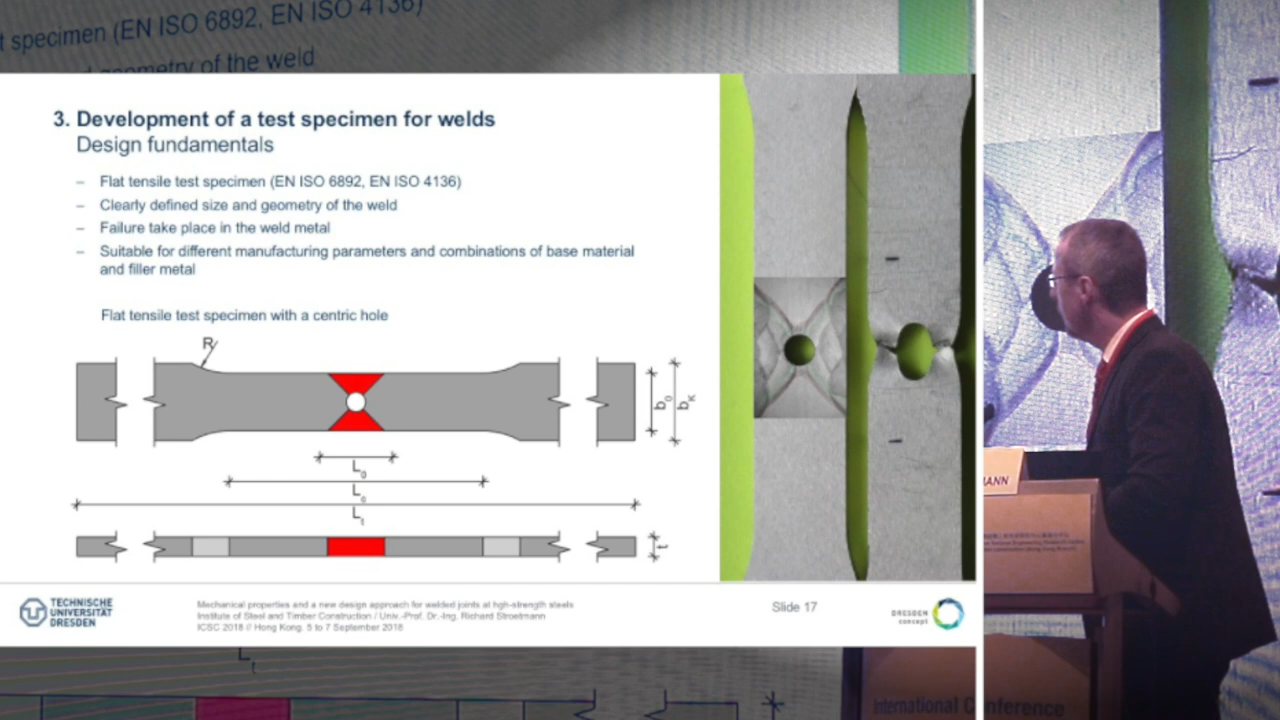 t specimen (EN ISO 6892, EN ISO 4136)
geometry of the weld
3. Development of a test specimen for welds
Design fundamentals
– Flat tensile test specimen (EN ISO 6892, EN ISO 4136)
– Clearly defined size and geometry of the weld
– Failure take place in the weld metal
– Suitable for different manufacturing parameters and combinations of base material
and filler metal
Flat tensile test specimen with a centric hole
R
b0
bK
L0
Lc
Lt
t
TECHNISCHE
UNIVERSITÄT
DRESDEN
Mechanical properties and a new design approach for welded joints at high-strength steels
Institute of Steel and Timber Construction / Univ.-Prof. Dr.-Ing. Richard Stroetmann
ICSC 2018 // Hong Kong. 5 to 7 September 2018
Slide 17
DRESDEN
concept
MANN
Lt
International Conference